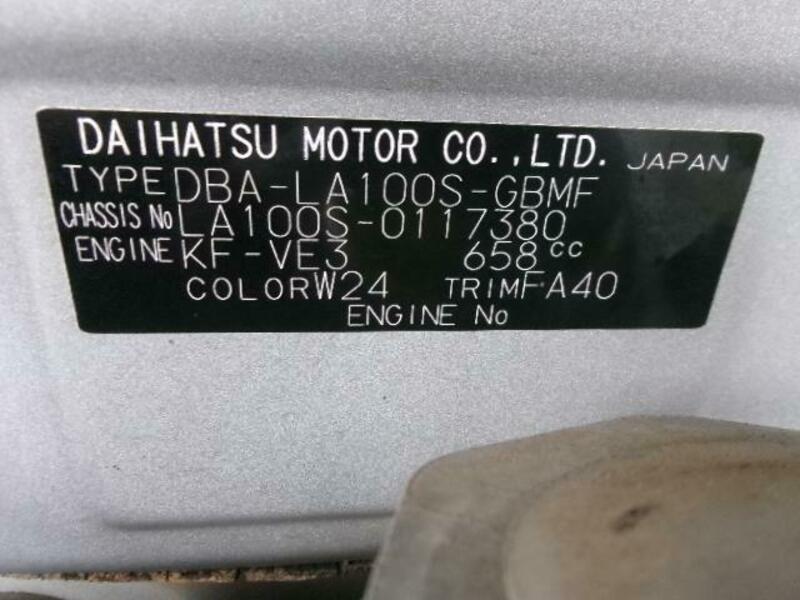 DAIHATSU MOTOR CO.,LTD. JAPAN
TYPE DBA-LA100S-GBMF
CHASSIS No LA100S-0117380
ENGINE KF-VE3 658cc
COLOR W24 TRIM FA40
ENGINE No